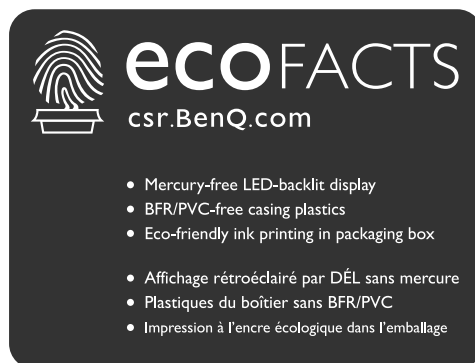 ecoFACTS
csr.BenQ.com
• Mercury-free LED-backlit display
• BFR/PVC-free casing plastics
• Eco-friendly ink printing in packaging box
• Affichage rétroéclairé par DÉL sans mercure
• Plastiques du boîtier sans BFR/PVC
• Impression à l'encre écologique dans l'emballage